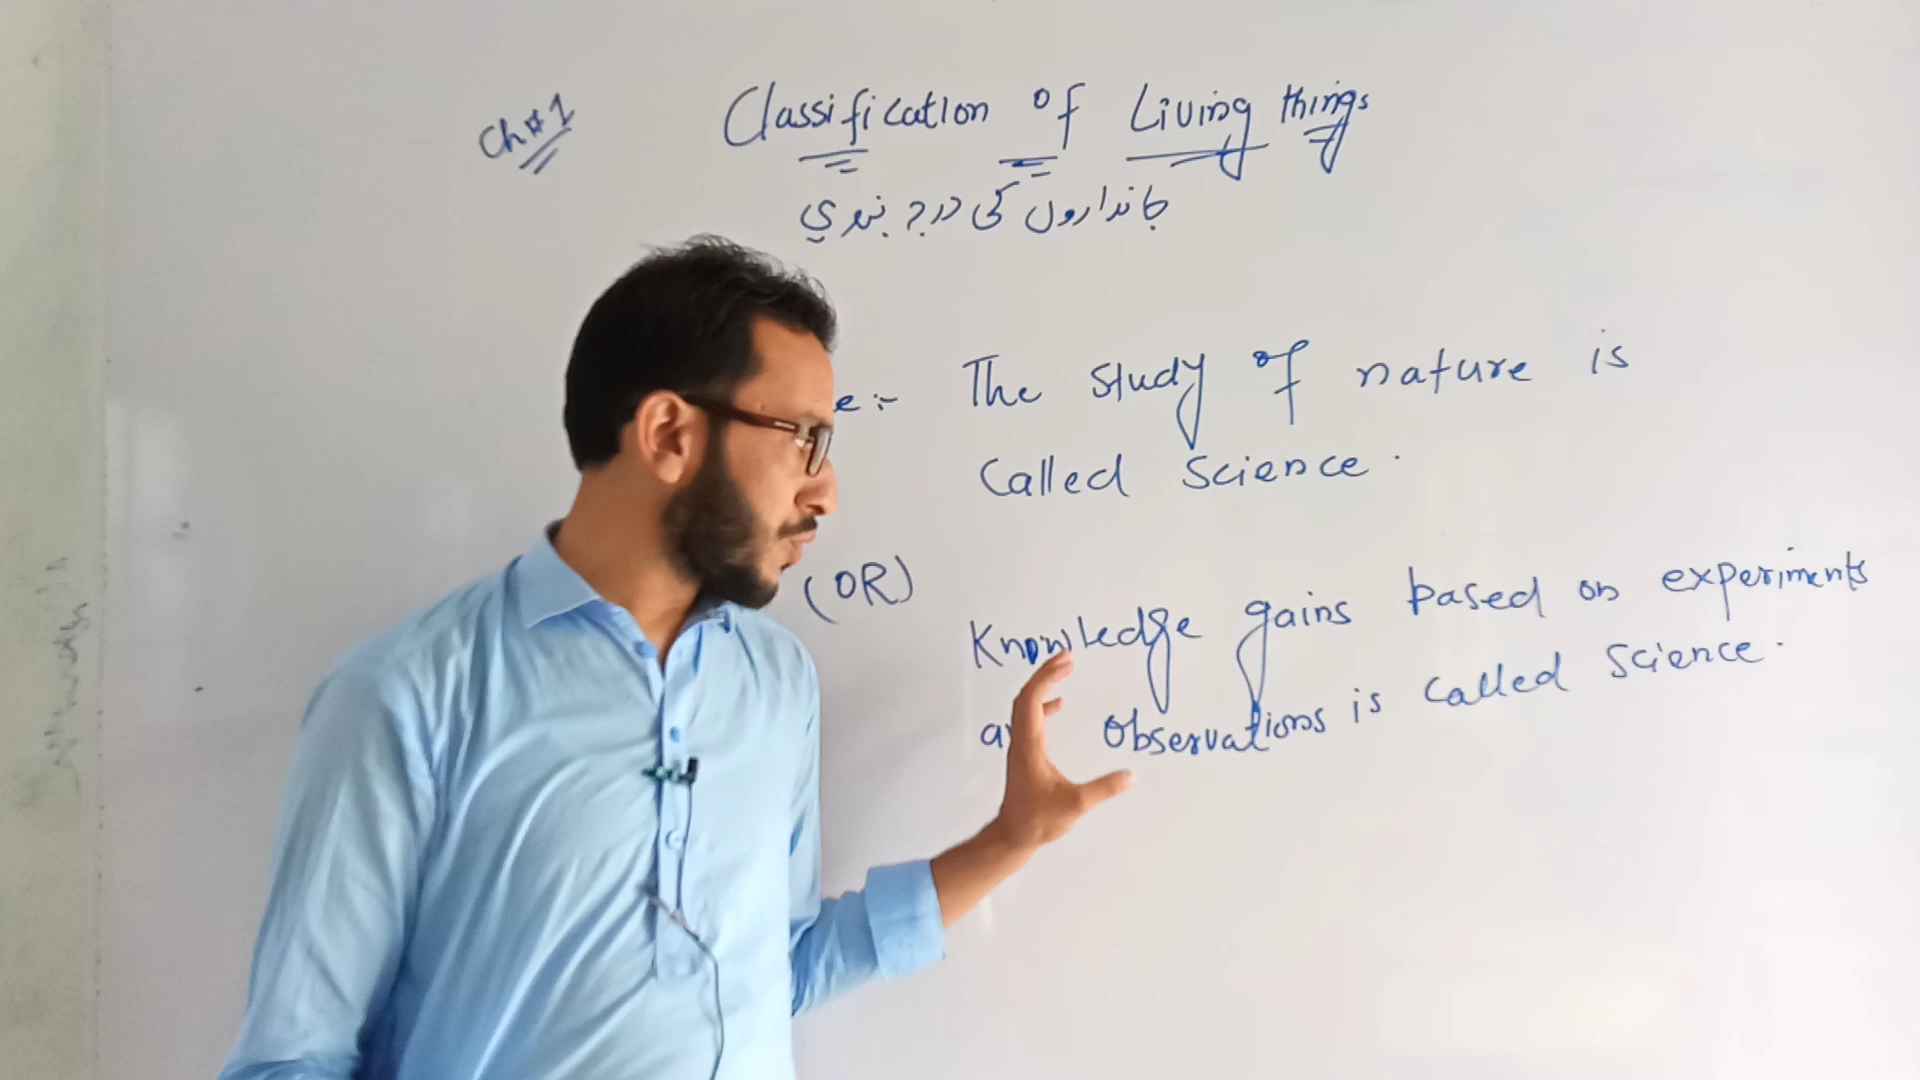 Ch # 1
Classification of Living things
جانداروں کی درجہ بندی
e :- The study of nature is
Called Science.
(OR)
Knowledge gains based on experiments
Observations is called Science.